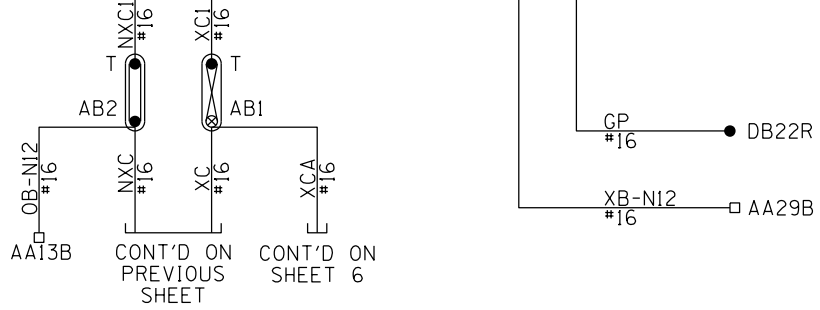 NXC1
#16
XC1
#16
T
T
AB2
AB1
GP
#16
DB22R
OB-N12
#16
NXC
#16
XC
#16
XCA
#16
XB-N12
#16
AA29B
AA13B
CONT'D ON
PREVIOUS
SHEET
CONT'D ON
SHEET 6